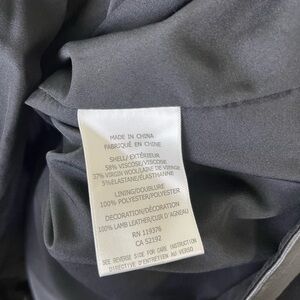 MADE IN CHINA
FABRIQUÉ EN CHINE
SHELL/EXTÉRIEUR
58% VISCOSE/VISCOSE
37% VIRGIN WOOL/LAINE DE VIERGE
5%ELASTANE/ÉLASTHANNE
LINING/DOUBLURE
100% POLYESTER/POLYESTER
DECORATION/DÉCORATION
100% LAMB LEATHER/CUIR D'AGNEAU
RN 119376
CA 52192
SEE REVERSE SIDE FOR CARE INSTRUCTION
DIRECTIVE D'ENTRETIEN AU VERSO